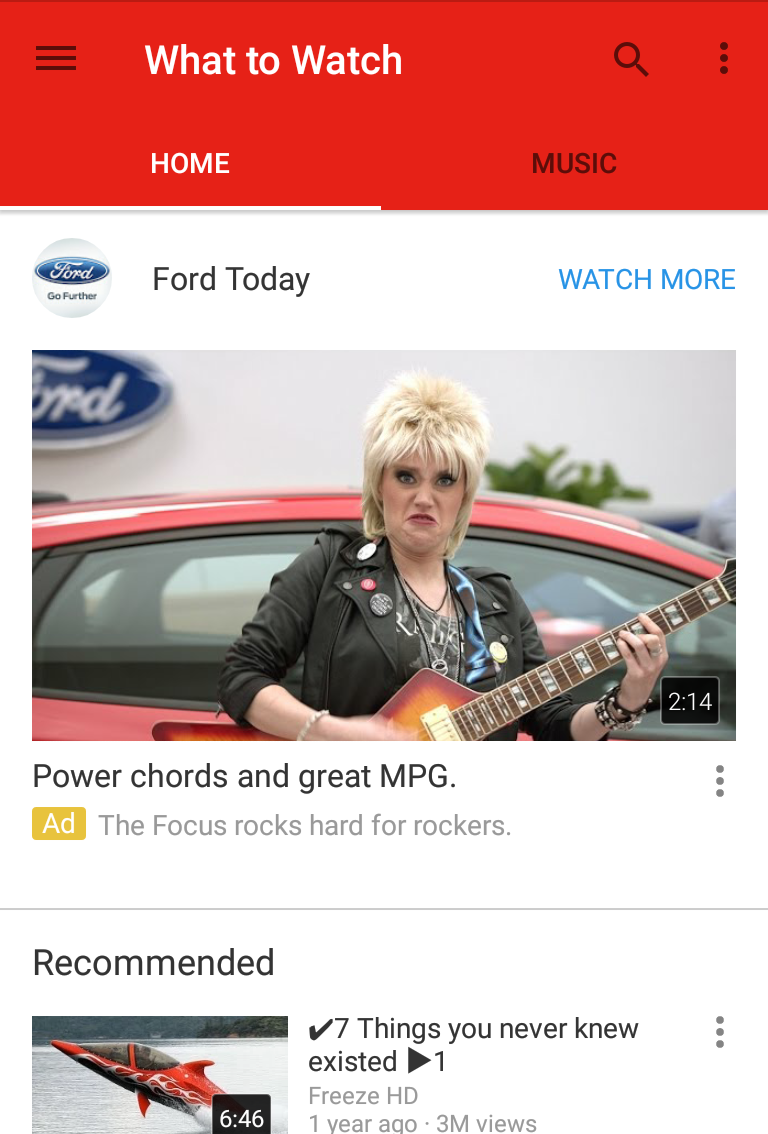 What to Watch
HOME
MUSIC
Ford
Go Further
Ford Today
WATCH MORE
ord
2:14
Power chords and great MPG.
Ad The Focus rocks hard for rockers.
Recommended
✔7 Things you never knew
existed ▶1
Freeze HD
1 year ago · 3M views
6:46